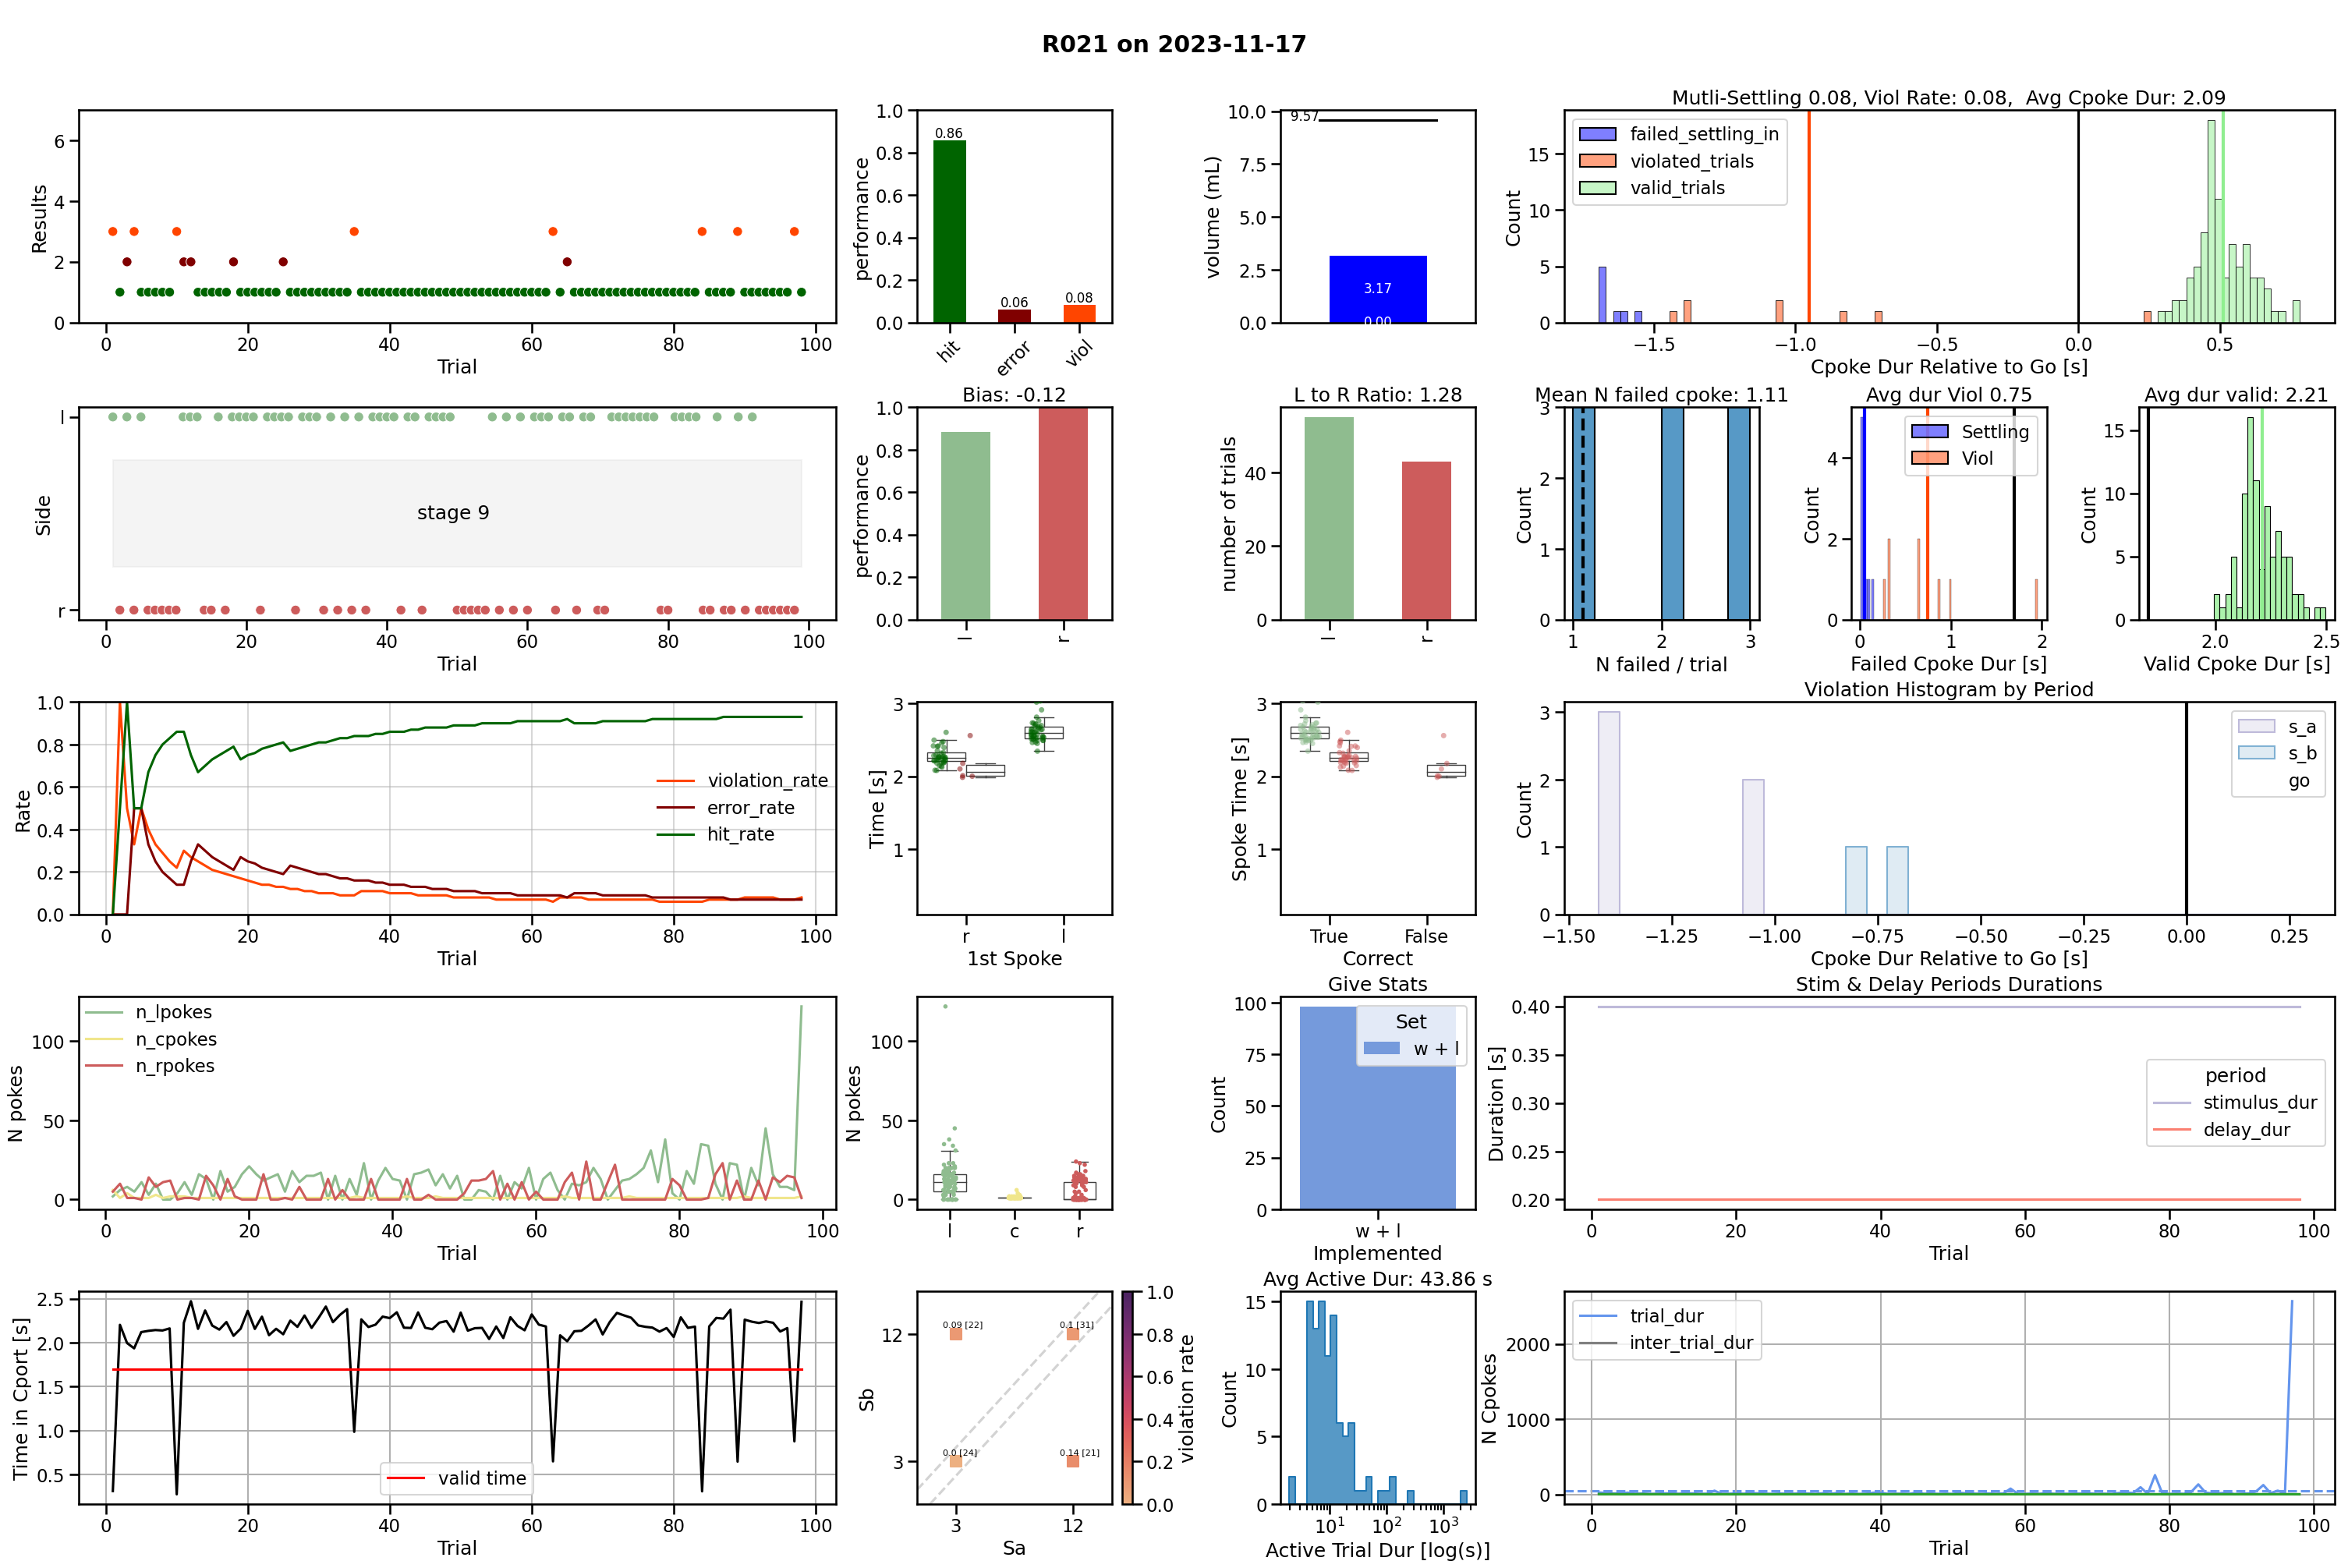 R021 on 2023-11-17
Results
6
4
2
0
0 20 40 60 80 100
Trial
performance
1.0
0.8
0.6
0.4
0.2
0.0
0.86
0.06
0.08
hit error viol
volume (mL)
10.0
7.5
5.0
2.5
0.0
9.57
3.17
0.00
Mutli-Settling 0.08, Viol Rate: 0.08,  Avg Cpoke Dur: 2.09
failed_settling_in
violated_trials
valid_trials
Count
15
10
5
0
−1.5 −1.0 −0.5 0.0 0.5
Cpoke Dur Relative to Go [s]
Side
l
r
stage 9
0 20 40 60 80 100
Trial
Bias: -0.12
performance
1.0
0.8
0.6
0.4
0.2
0.0
l r
L to R Ratio: 1.28
number of trials
40
20
0
l r
Mean N failed cpoke: 1.11
Count
3
2
1
0
1 2 3
N failed / trial
Avg dur Viol 0.75
Settling
Viol
Count
4
2
0
0 1 2
Failed Cpoke Dur [s]
Avg dur valid: 2.21
Count
15
10
5
0
2.0 2.5
Valid Cpoke Dur [s]
Rate
1.0
0.8
0.6
0.4
0.2
0.0
violation_rate
error_rate
hit_rate
0 20 40 60 80 100
Trial
Time [s]
3
2
1
r l
1st Spoke
Spoke Time [s]
3
2
1
True False
Correct
Violation Histogram by Period
s_a
s_b
go
Count
3
2
1
0
−1.50 −1.25 −1.00 −0.75 −0.50 −0.25 0.00 0.25
Cpoke Dur Relative to Go [s]
n_lpokes
n_cpokes
n_rpokes
N pokes
100
50
0
0 20 40 60 80 100
Trial
N pokes
100
50
0
l c r
Give Stats
Set
w + l
Count
100
75
50
25
0
w + l
Implemented
Stim & Delay Periods Durations
period
stimulus_dur
delay_dur
Duration [s]
0.40
0.35
0.30
0.25
0.20
0 20 40 60 80 100
Trial
Time in Cport [s]
2.5
2.0
1.5
1.0
0.5
valid time
0 20 40 60 80 100
Trial
Sb
12
3
0.09 [22]
0.1 [31]
0.0 [24]
0.14 [21]
3 12
Sa
1.0
0.8
0.6
0.4
0.2
0.0
violation rate
Avg Active Dur: 43.86 s
Count
15
10
5
0
10¹ 10² 10³
Active Trial Dur [log(s)]
trial_dur
inter_trial_dur
N Cpokes
2000
1000
0
0 20 40 60 80 100
Trial